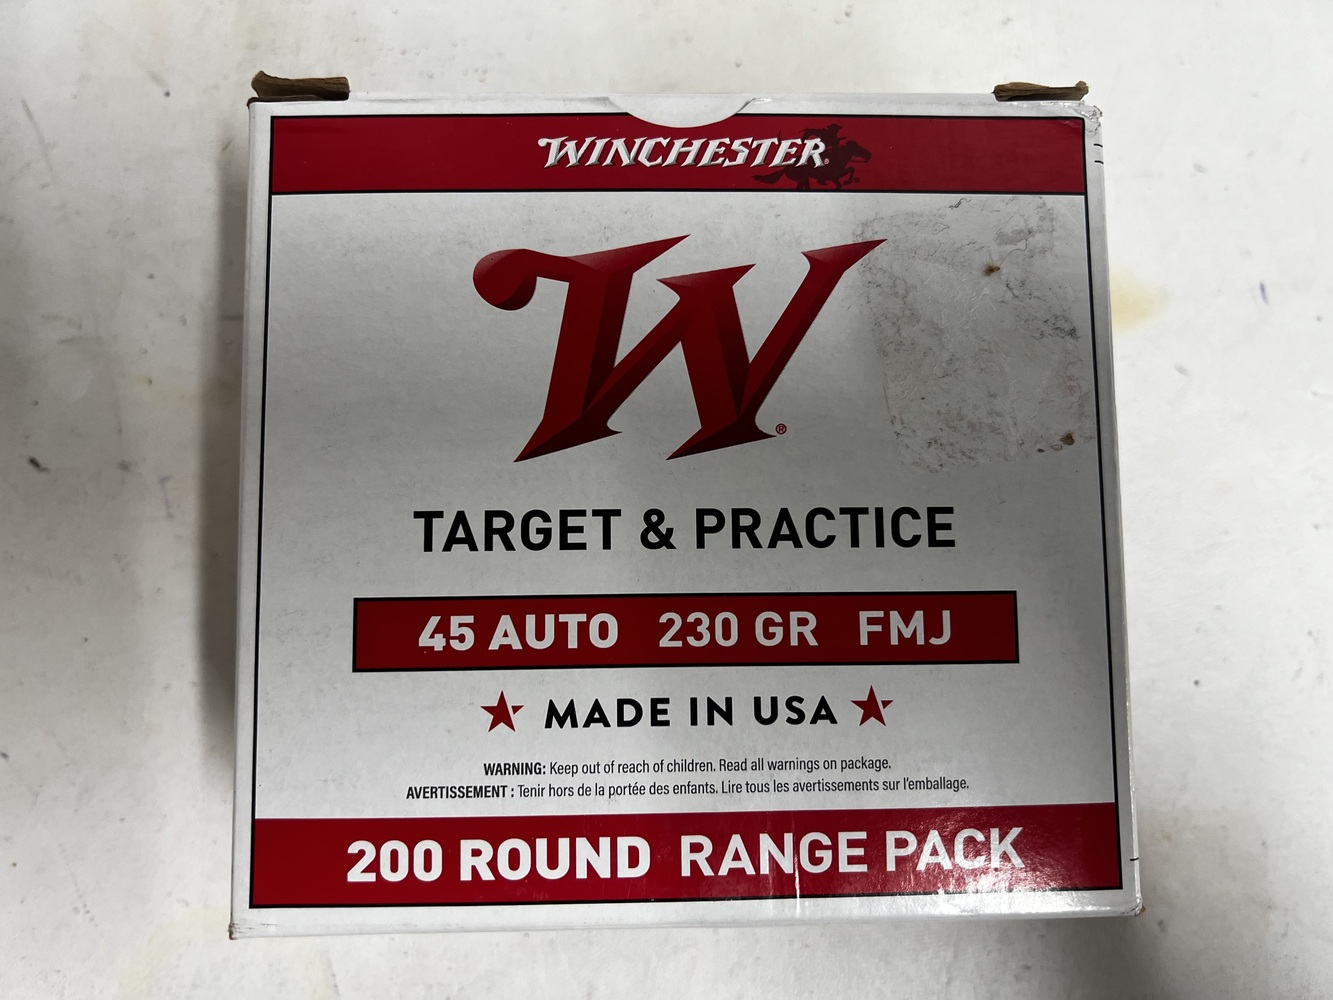 WINCHESTER®
W®
TARGET & PRACTICE
45 AUTO 230 GR FMJ
★ MADE IN USA ★
WARNING: Keep out of reach of children. Read all warnings on package.
AVERTISSEMENT : Tenir hors de la portée des enfants. Lire tous les avertissements sur l'emballage.
200 ROUND RANGE PACK